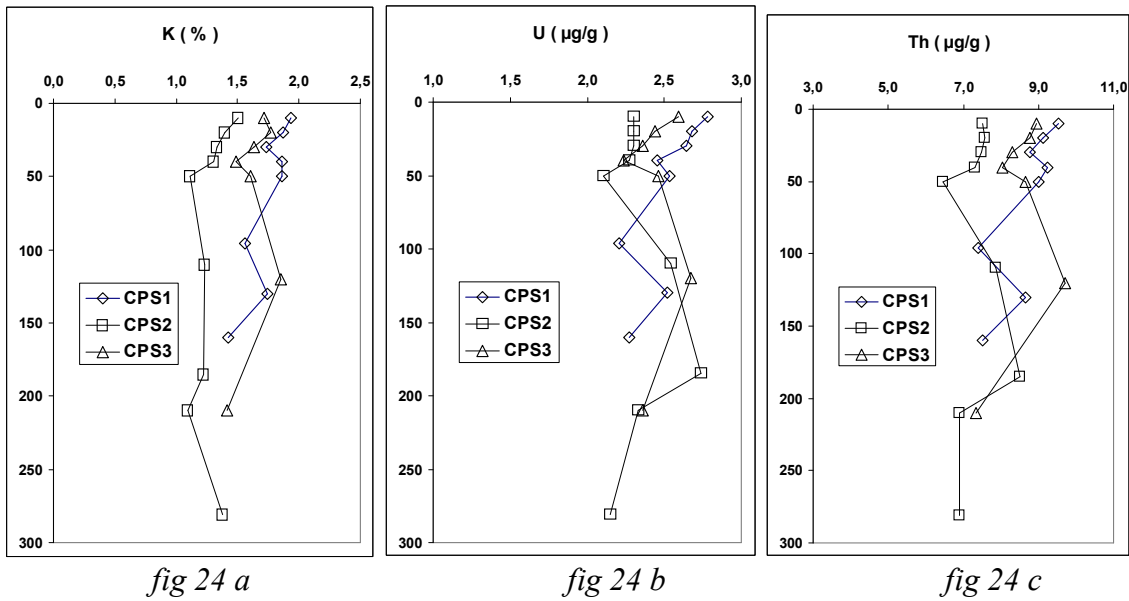 K ( % )
0,0 0,5 1,0 1,5 2,0 2,5
0
50
100
150
200
250
300
CPS1
CPS2
CPS3
fig 24 a
U ( µg/g )
1,0 1,5 2,0 2,5 3,0
0
50
100
150
200
250
300
CPS1
CPS2
CPS3
fig 24 b
Th ( µg/g )
3,0 5,0 7,0 9,0 11,0
0
50
100
150
200
250
300
CPS1
CPS2
CPS3
fig 24 c